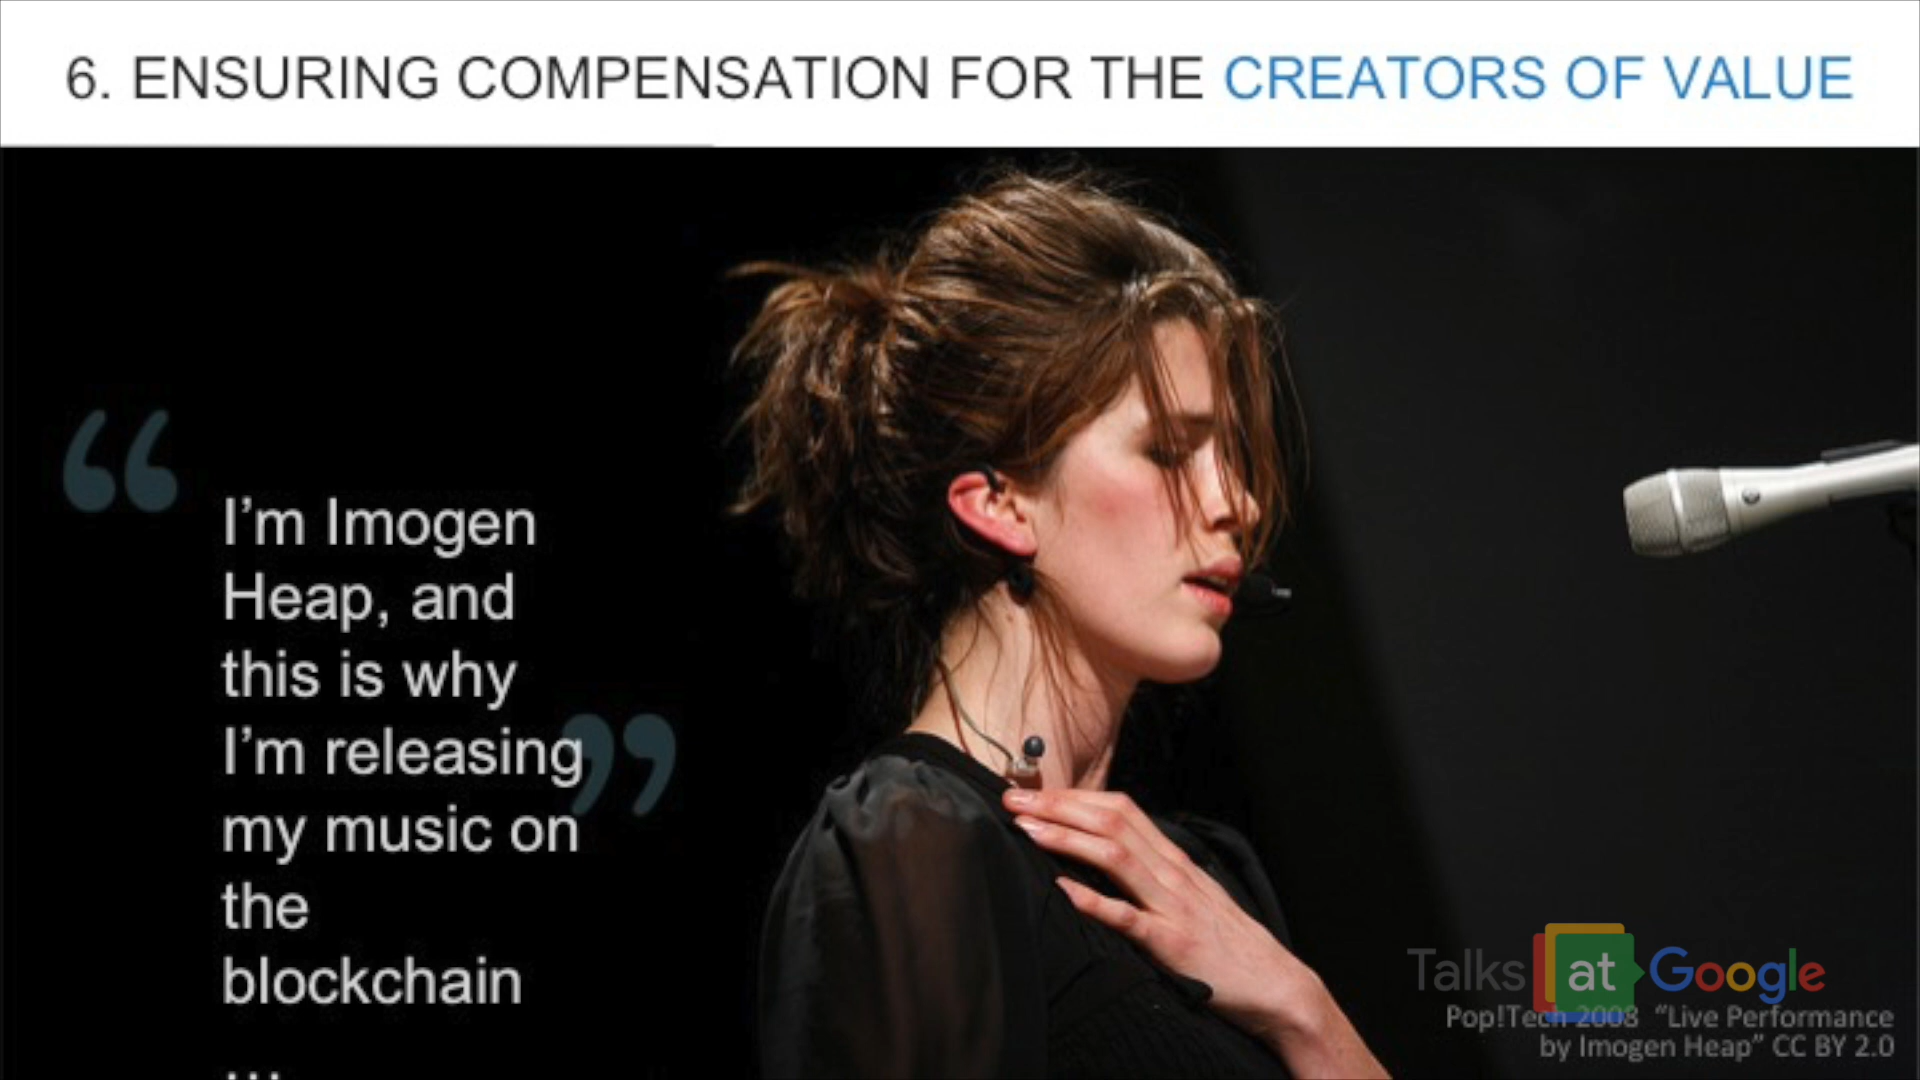 6. ENSURING COMPENSATION FOR THE CREATORS OF VALUE
“
I’m Imogen
Heap, and
this is why
I’m releasing
my music on
the
blockchain
...
”
Talks at Google
Pop!Tech 2008 “Live Performance
by Imogen Heap” CC BY 2.0